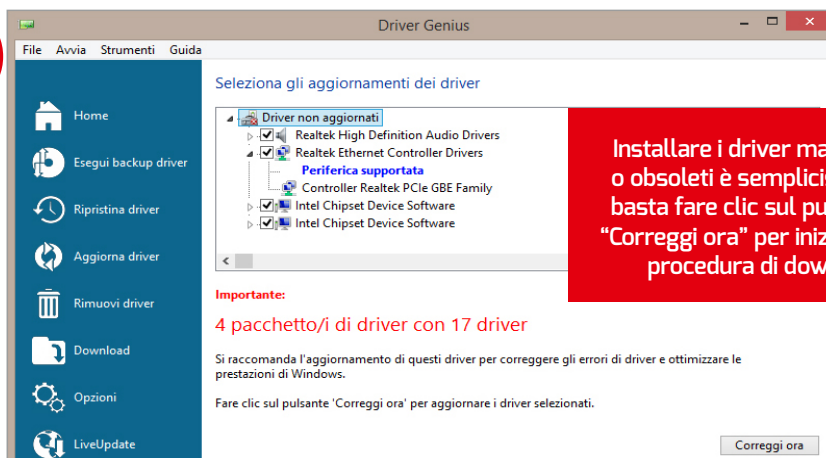 Driver Genius
File Avvia Strumenti Guida
Home
Esegui backup driver
Ripristina driver
Aggiorna driver
Rimuovi driver
Download
Opzioni
LiveUpdate
Seleziona gli aggiornamenti dei driver
Driver non aggiornati
Realtek High Definition Audio Drivers
Realtek Ethernet Controller Drivers
Periferica supportata
Controller Realtek PCIe GBE Family
Intel Chipset Device Software
Intel Chipset Device Software
Installare i driver
o obsoleti è
basta fare clic sul
“Correggi ora” per
procedura di
Importante:
4 pacchetto/i di driver con 17 driver
Si raccomanda l'aggiornamento di questi driver per correggere gli errori di driver e ottimizzare le
prestazioni di Windows.
Fare clic sul pulsante 'Correggi ora' per aggiornare i driver selezionati.
Correggi ora